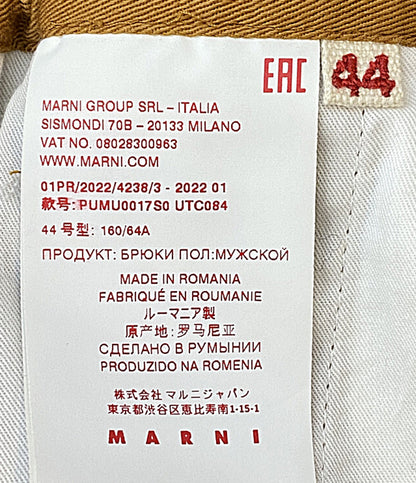 EAC
44
MARNI GROUP SRL – ITALIA
SISMONDI 70B – 20133 MILANO
VAT NO. 08028300963
WWW.MARNI.COM
01PR/2022/4238/3 - 2022 01
款号: PUMU0017S0 UTC084
44 号型: 160/64A
ПРОДУКТ: БРЮКИ ПОЛ:МУЖСКОЙ
MADE IN ROMANIA
FABRIQUÉ EN ROUMANIE
ルーマニア製
原产地: 罗马尼亚
СДЕЛАНО В РУМЫНИИ
PRODUZIDO NA ROMENIA
株式会社 マルニジャパン
東京都渋谷区恵比寿南1-15-1
MARNI